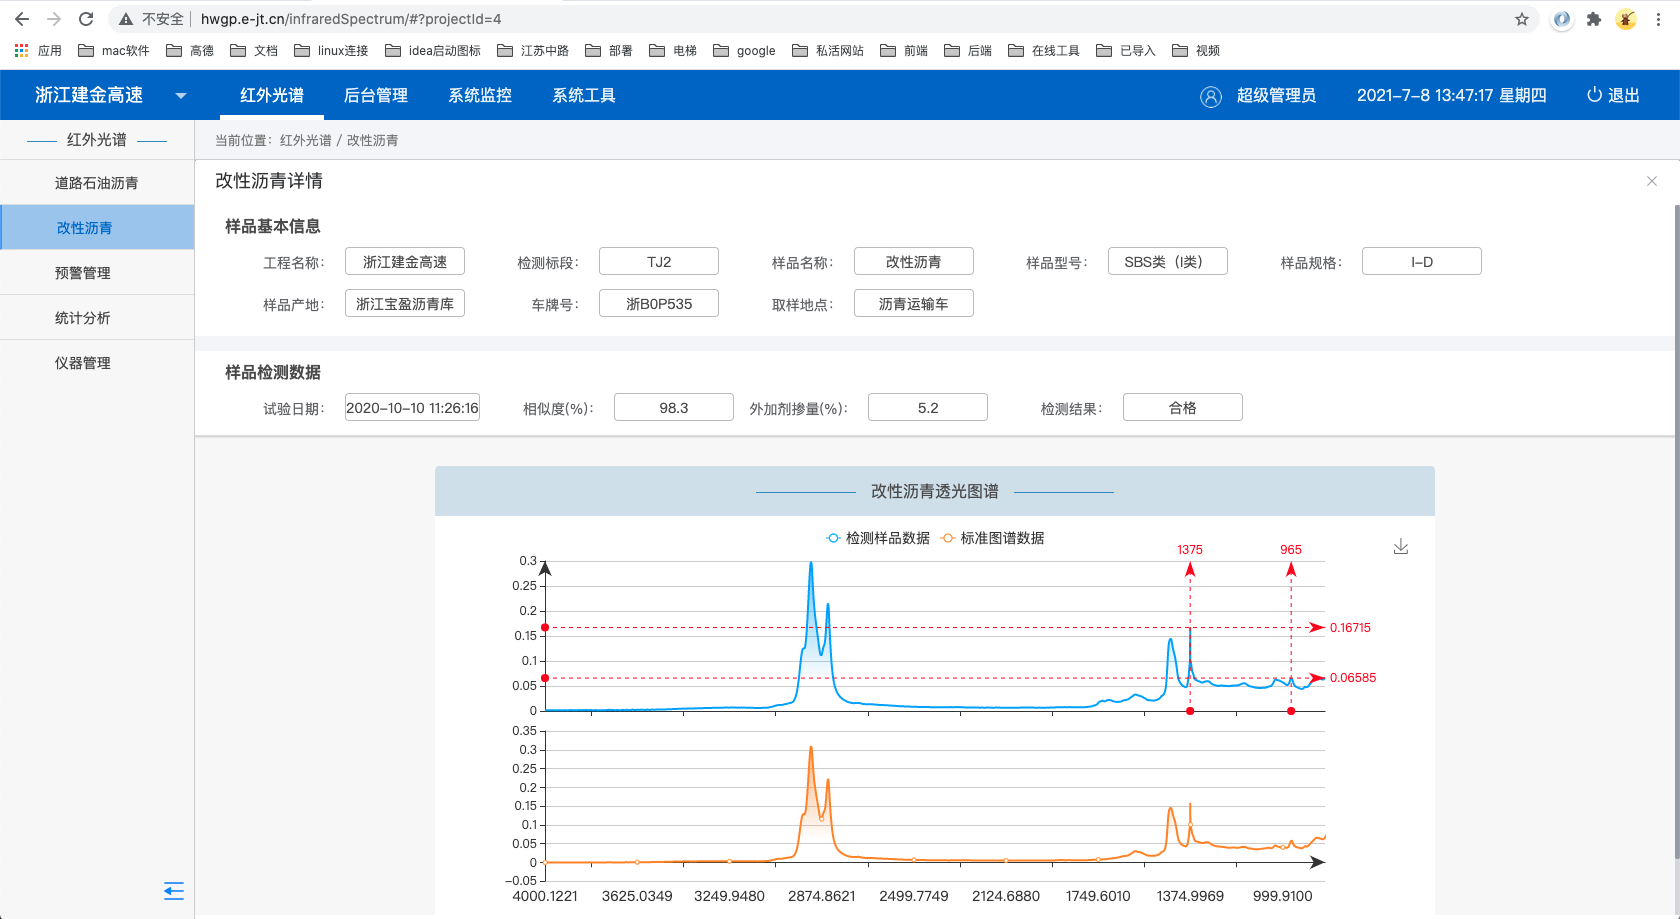 不安全 hwgp.e-jt.cn/infraredSpectrum/#?projectId=4
应用 mac软件 高德 文档 linux连接 idea启动图标 江苏中路 部署 电梯 google 私活网站 前端 后端 在线工具 已导入 视频
浙江建金高速 红外光谱 后台管理 系统监控 系统工具 超级管理员 2021-7-8 13:47:17 星期四 退出
红外光谱
道路石油沥青
改性沥青
预警管理
统计分析
仪器管理
当前位置： 红外光谱 / 改性沥青
改性沥青详情
样品基本信息
工程名称： 浙江建金高速 检测标段： TJ2 样品名称： 改性沥青 样品型号： SBS类（I类） 样品规格： I-D
样品产地： 浙江宝盈沥青库 车牌号： 浙B0P535 取样地点： 沥青运输车
样品检测数据
试验日期： 2020-10-10 11:26:16 相似度(%)： 98.3 外加剂掺量(%)： 5.2 检测结果： 合格
改性沥青透光图谱
检测样品数据 标准图谱数据
1375 965
0.3
0.25
0.2
0.15
0.1
0.05
0
0.16715
0.06585
0.35
0.3
0.25
0.2
0.15
0.1
0.05
0
-0.05
4000.1221 3625.0349 3249.9480 2874.8621 2499.7749 2124.6880 1749.6010 1374.9969 999.9100